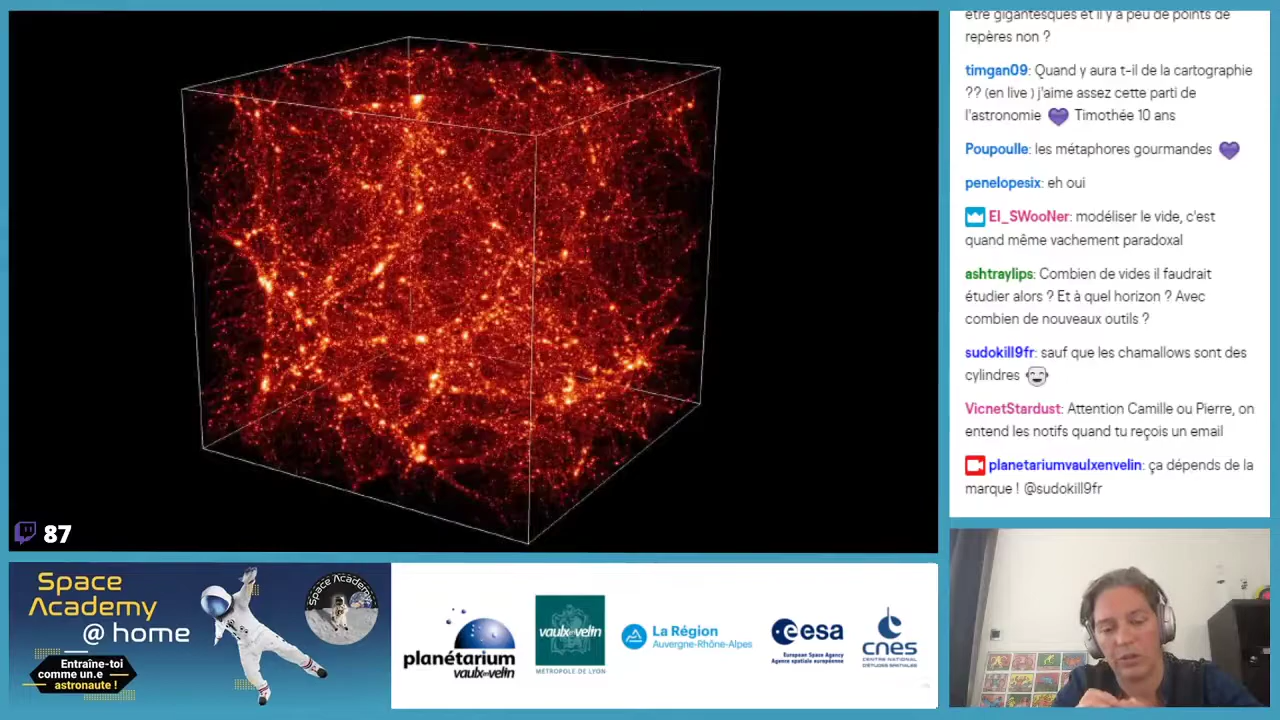 être gigantesques et il y a peu de points de
repères non ?
timgan09: Quand y aura t-il de la cartographie
?? (en live ) j'aime assez cette parti de
l'astronomie 💜 Timothée 10 ans
Poupoulle: les métaphores gourmandes 💜
penelopesix: eh oui
El_SWooNer: modéliser le vide, c'est
quand même vachement paradoxal
ashtraylips: Combien de vides il faudrait
étudier alors ? Et à quel horizon ? Avec
combien de nouveaux outils ?
sudokill9fr: sauf que les chamallows sont des
cylindres
VicnetStardust: Attention Camille ou Pierre, on
entend les notifs quand tu reçois un email
planetariumvaulxenvelin: ça dépends de la
marque ! @sudokill9fr
87
Space
Academy
@ home
Entraîne-toi
comme un.e
astronaute !
Space Academy
planétarium
vaulx en velin
vaulx en velin
MÉTROPOLE DE LYON
La Région
Auvergne-Rhône-Alpes
esa
European Space Agency
Agence spatiale européenne
cnes
CENTRE NATIONAL
D'ÉTUDES SPATIALES